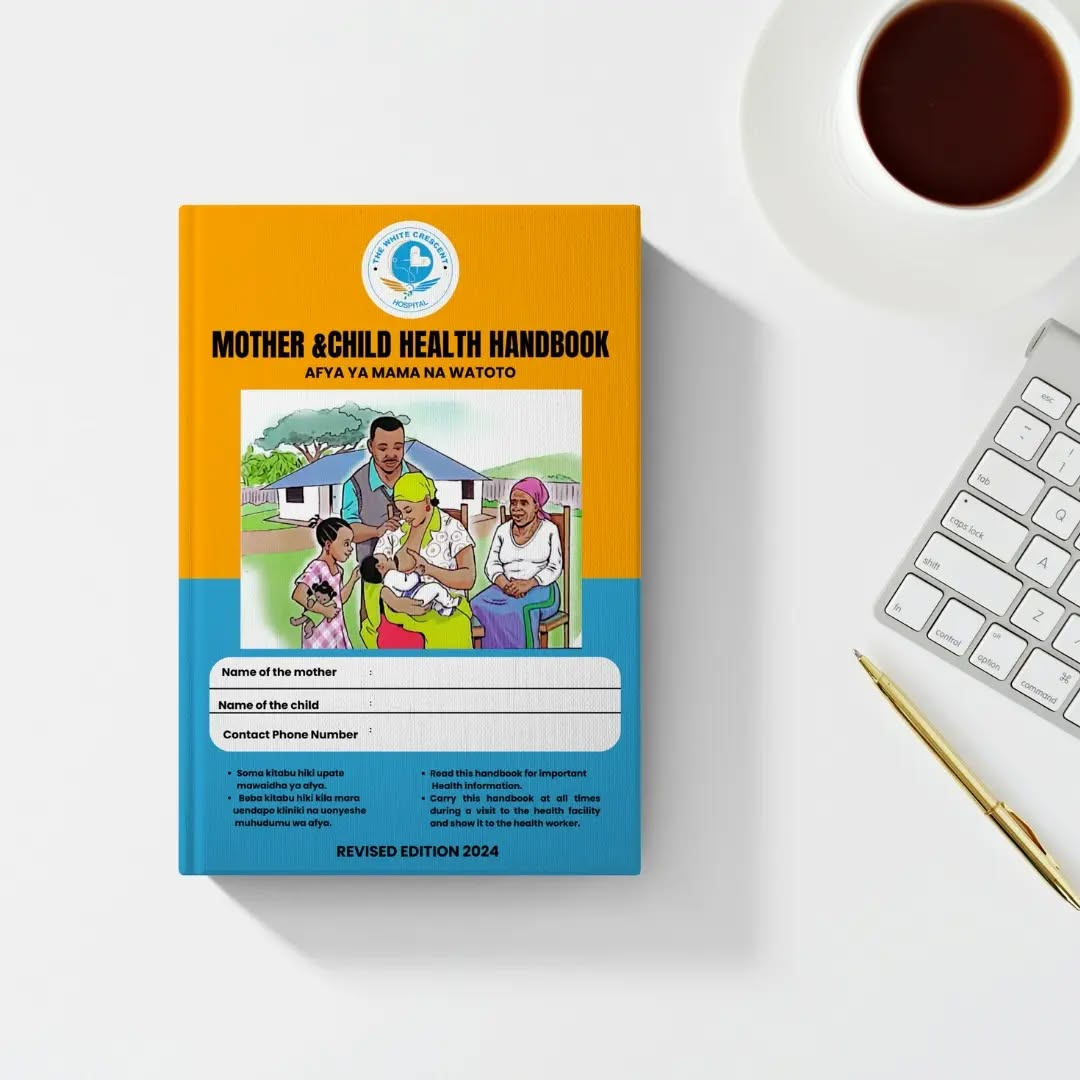 THE WHITE CRESCENT
HOSPITAL
MOTHER &CHILD HEALTH HANDBOOK
AFYA YA MAMA NA WATOTO
Name of the mother :
Name of the child :
Contact Phone Number :
• Soma kitabu hiki upate
mawaidha ya afya.
• Beba kitabu hiki kila mara
uendapo kliniki na uonyeshe
muhudumu wa afya.
• Read this handbook for important
Health information.
• Carry this handbook at all times
during a visit to the health facility
and show it to the health worker.
REVISED EDITION 2024
esc
~ `
! 1
tab
Q
caps lock
A
shift
Z
fn
control
alt
option
⌘
command